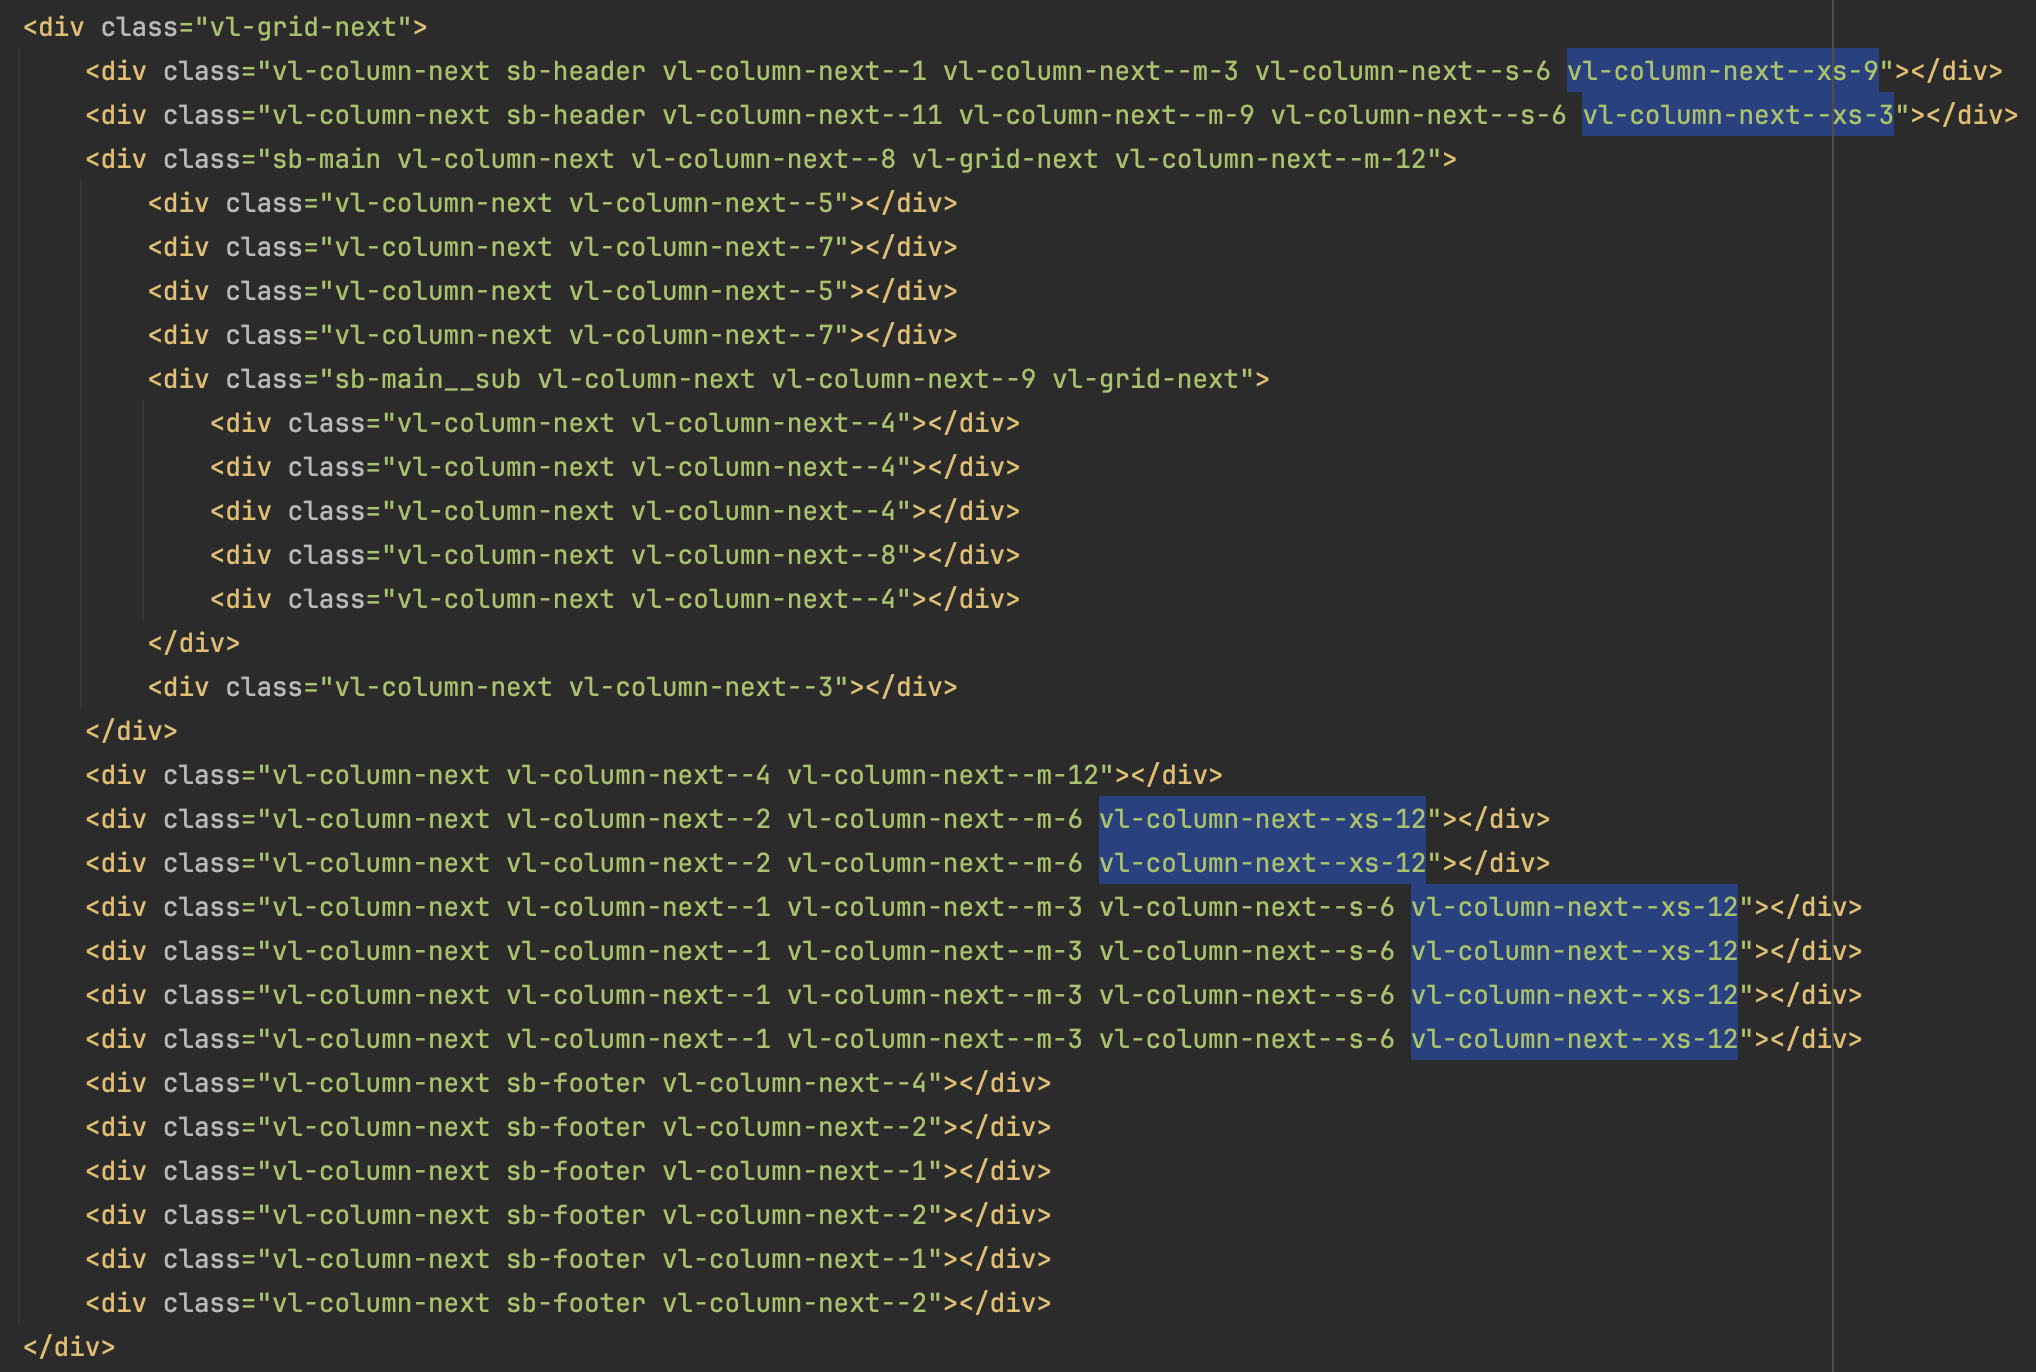 <div class="vl-grid-next">
    <div class="vl-column-next sb-header vl-column-next--1 vl-column-next--m-3 vl-column-next--s-6 vl-column-next--xs-9"></div>
    <div class="vl-column-next sb-header vl-column-next--11 vl-column-next--m-9 vl-column-next--s-6 vl-column-next--xs-3"></div>
    <div class="sb-main vl-column-next vl-column-next--8 vl-grid-next vl-column-next--m-12">
        <div class="vl-column-next vl-column-next--5"></div>
        <div class="vl-column-next vl-column-next--7"></div>
        <div class="vl-column-next vl-column-next--5"></div>
        <div class="vl-column-next vl-column-next--7"></div>
        <div class="sb-main__sub vl-column-next vl-column-next--9 vl-grid-next">
            <div class="vl-column-next vl-column-next--4"></div>
            <div class="vl-column-next vl-column-next--4"></div>
            <div class="vl-column-next vl-column-next--4"></div>
            <div class="vl-column-next vl-column-next--8"></div>
            <div class="vl-column-next vl-column-next--4"></div>
        </div>
        <div class="vl-column-next vl-column-next--3"></div>
    </div>
    <div class="vl-column-next vl-column-next--4 vl-column-next--m-12"></div>
    <div class="vl-column-next vl-column-next--2 vl-column-next--m-6 vl-column-next--xs-12"></div>
    <div class="vl-column-next vl-column-next--2 vl-column-next--m-6 vl-column-next--xs-12"></div>
    <div class="vl-column-next vl-column-next--1 vl-column-next--m-3 vl-column-next--s-6 vl-column-next--xs-12"></div>
    <div class="vl-column-next vl-column-next--1 vl-column-next--m-3 vl-column-next--s-6 vl-column-next--xs-12"></div>
    <div class="vl-column-next vl-column-next--1 vl-column-next--m-3 vl-column-next--s-6 vl-column-next--xs-12"></div>
    <div class="vl-column-next vl-column-next--1 vl-column-next--m-3 vl-column-next--s-6 vl-column-next--xs-12"></div>
    <div class="vl-column-next sb-footer vl-column-next--4"></div>
    <div class="vl-column-next sb-footer vl-column-next--2"></div>
    <div class="vl-column-next sb-footer vl-column-next--1"></div>
    <div class="vl-column-next sb-footer vl-column-next--2"></div>
    <div class="vl-column-next sb-footer vl-column-next--1"></div>
    <div class="vl-column-next sb-footer vl-column-next--2"></div>
</div>